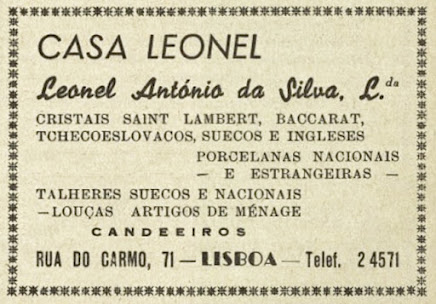 CASA LEONEL
Leonel António da Silva, L.da
CRISTAIS SAINT LAMBERT, BACCARAT,
TCHECOESLOVACOS, SUECOS E INGLESES
PORCELANAS NACIONAIS
— E ESTRANGEIRAS —
TALHERES SUECOS E NACIONAIS
—LOUÇAS ARTIGOS DE MÉNAGE
CANDEEIROS
RUA DO CARMO, 71 — LISBOA — Telef. 2 4571